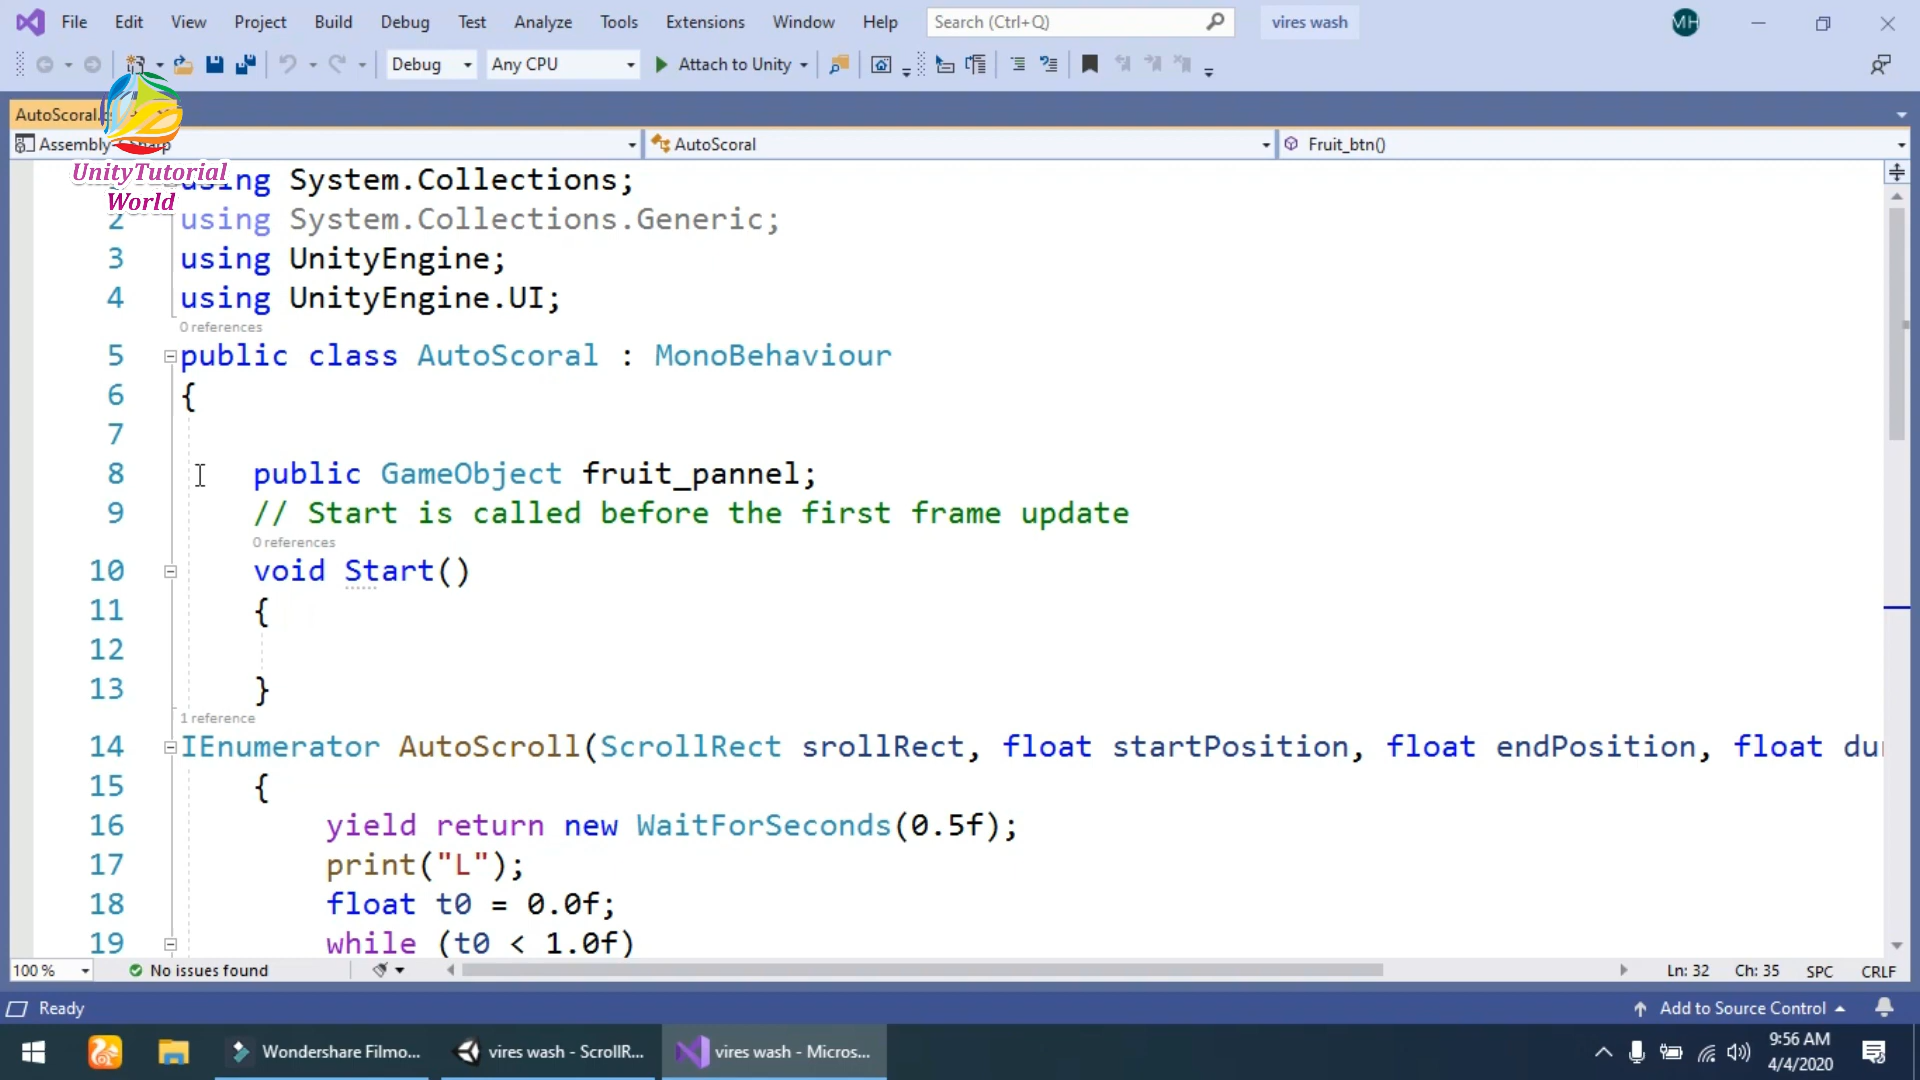 File Edit View Project Build Debug Test Analyze Tools Extensions Window Help Search (Ctrl+Q) vires wash MH
Debug Any CPU Attach to Unity
AutoScoral.
Assembly Sharp AutoScoral Fruit_btn()
UnityTutorial
World
using System.Collections;
2 using System.Collections.Generic;
3 using UnityEngine;
4 using UnityEngine.UI;
0 references
5 public class AutoScoral : MonoBehaviour
6 {
7
8 public GameObject fruit_pannel;
9 // Start is called before the first frame update
0 references
10 void Start()
11 {
12
13 }
1 reference
14 IEnumerator AutoScroll(ScrollRect srollRect, float startPosition, float endPosition, float du
15 {
16 yield return new WaitForSeconds(0.5f);
17 print("L");
18 float t0 = 0.0f;
19 while (t0 < 1.0f)
100 % No issues found Ln: 32 Ch: 35 SPC CRLF
Ready Add to Source Control
Wondershare Filmo... vires wash - ScrollR... vires wash - Micros... 9:56 AM
4/4/2020